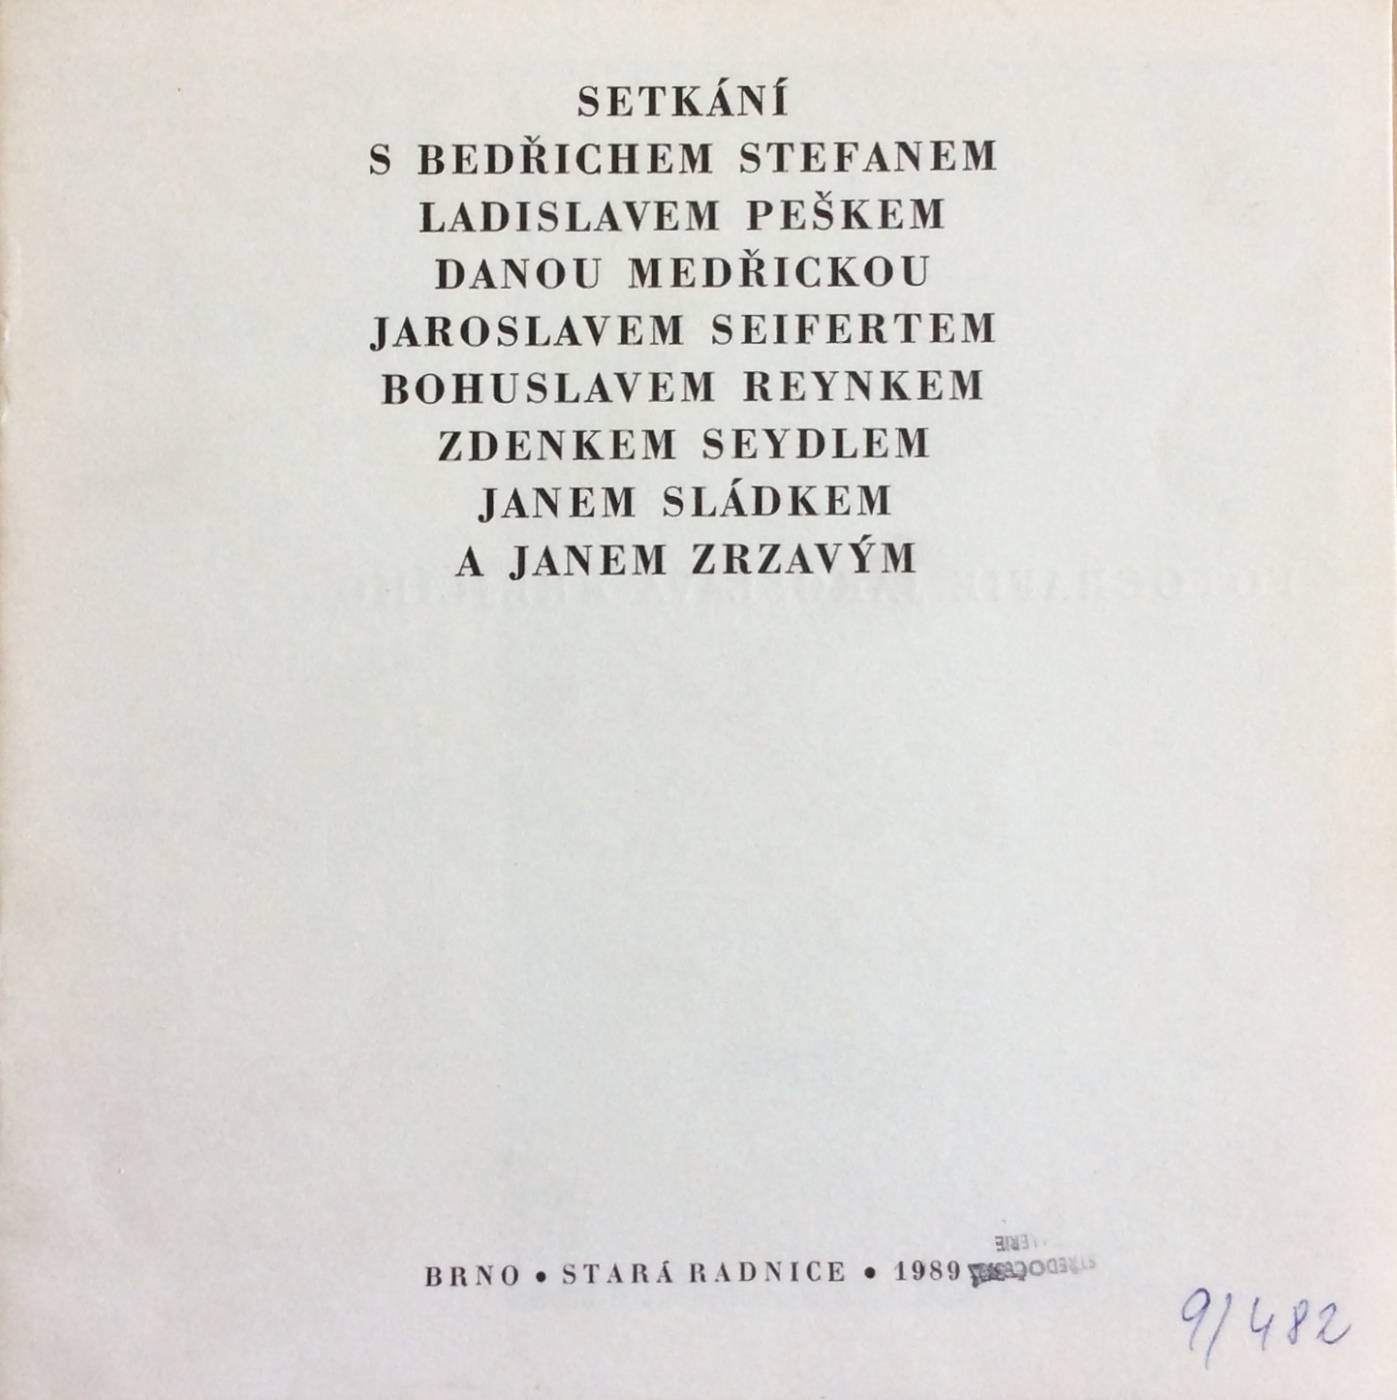 SETKÁNÍ
S BEDŘICHEM STEFANEM
LADISLAVEM PEŠKEM
DANOU MEDŘICKOU
JAROSLAVEM SEIFERTEM
BOHUSLAVEM REYNKEM
ZDENKEM SEYDLEM
JANEM SLÁDKEM
A JANEM ZRZAVÝM
BRNO • STARÁ RADNICE • 1989
9/482